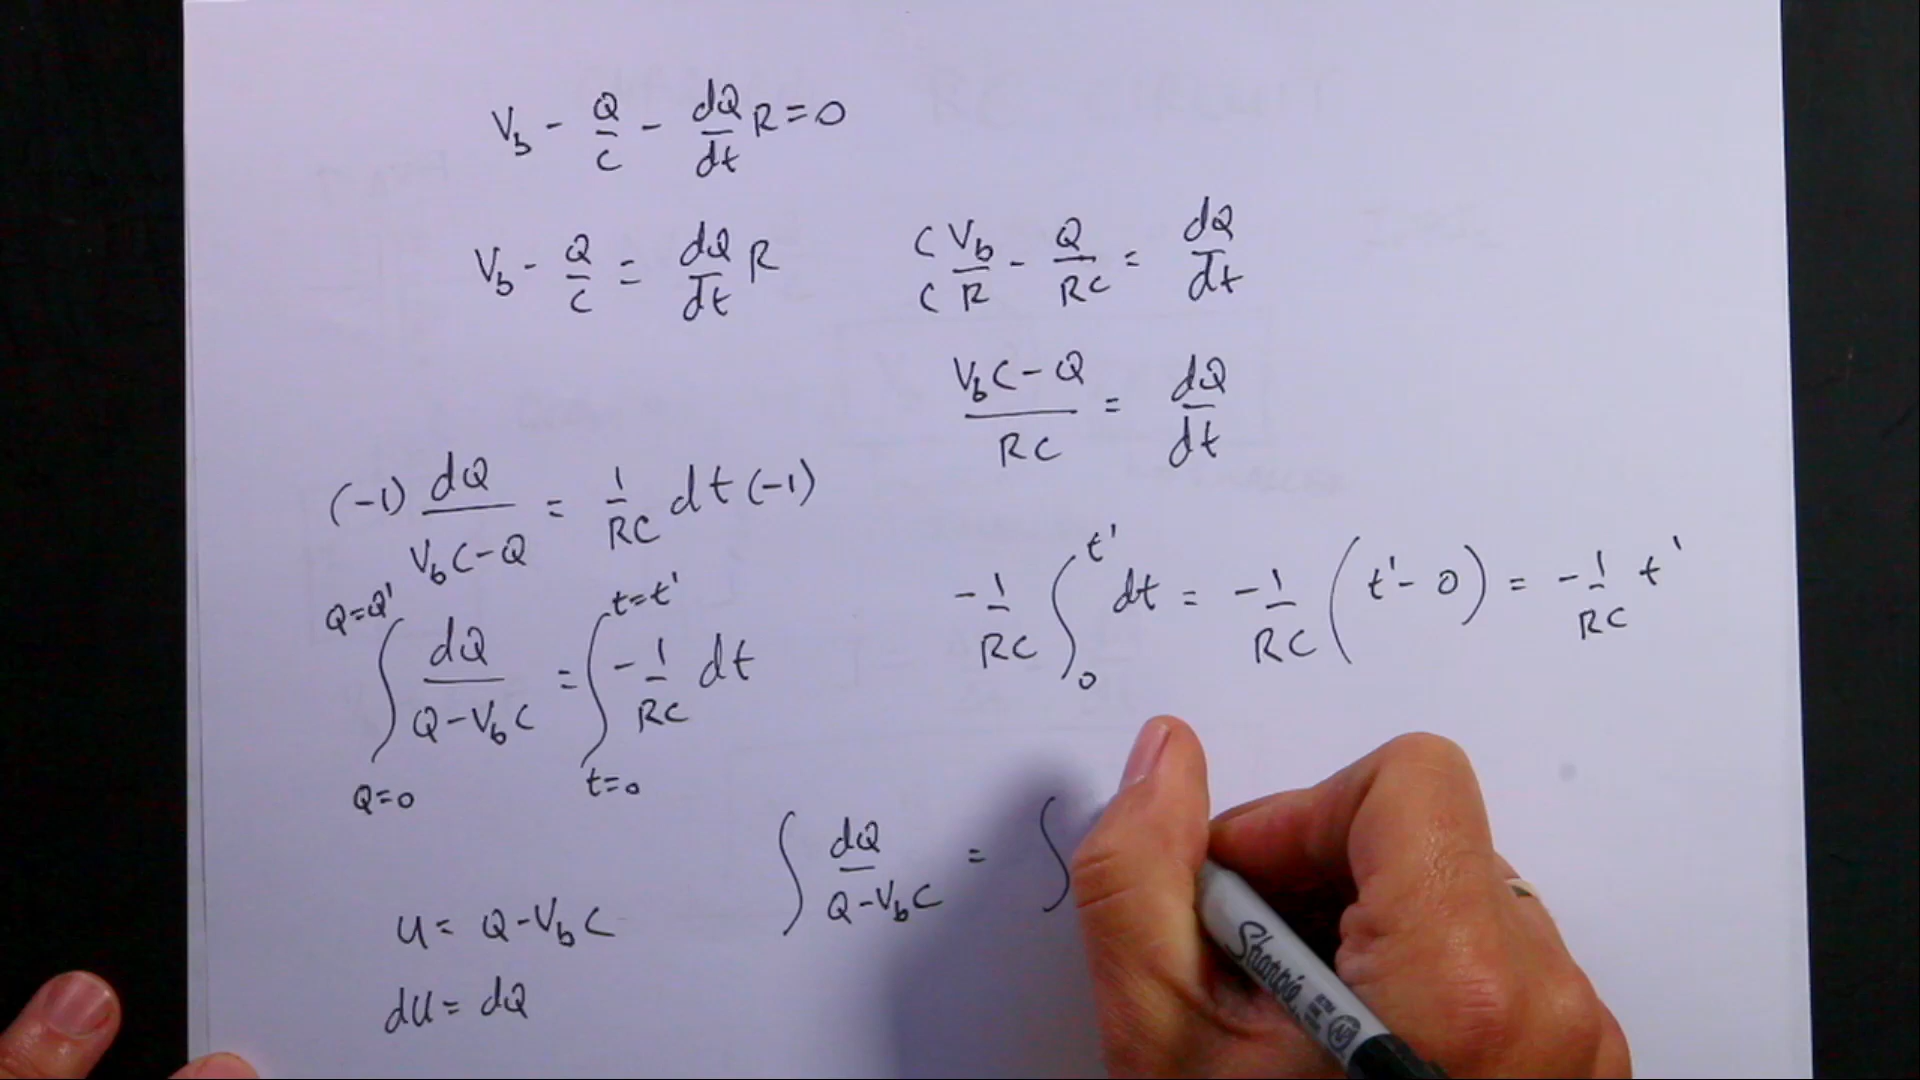 V_b - Q/C - dQ/dt R = 0
V_b - Q/C = dQ/dt R
C/C V_b/R - Q/RC = dQ/dt
(V_bC - Q)/RC = dQ/dt
(-1) dQ/(V_bC - Q) = 1/RC dt (-1)
∫_{Q=0}^{Q=Q'} dQ/(Q - V_bC) = ∫_{t=0}^{t=t'} -1/RC dt
-1/RC ∫_0^{t'} dt = -1/RC (t' - 0) = -1/RC t'
u = Q - V_bC
du = dQ
∫ dQ/(Q - V_bC) = ∫
Sharpie